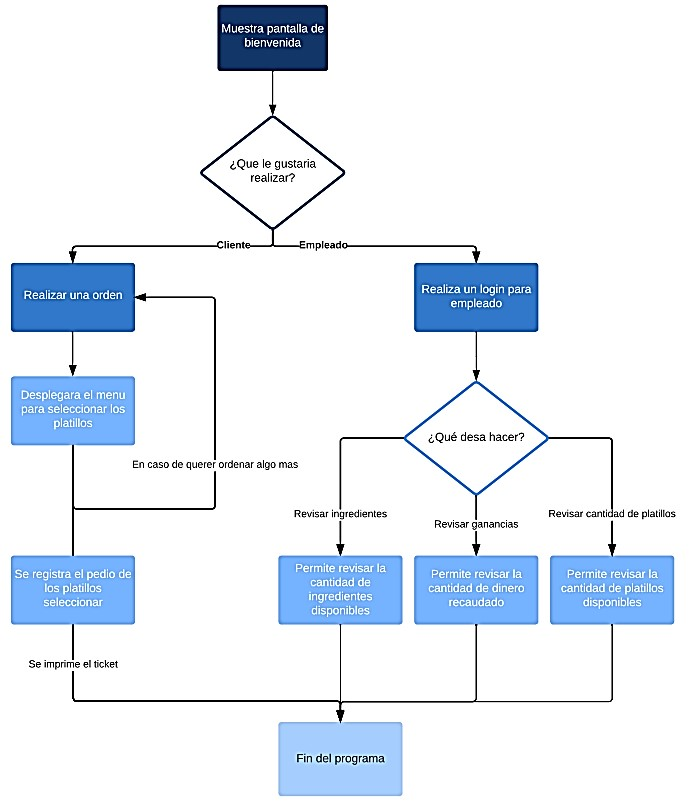 Muestra pantalla de
bienvenida
¿Que le gustaria
realizar?
Cliente
Empleado
Realizar una orden
Realiza un login para
empleado
Desplegara el menu
para seleccionar los
platillos
¿Qué desa hacer?
En caso de querer ordenar algo mas
Revisar ingredientes
Revisar ganancias
Revisar cantidad de platillos
Se registra el pedio de
los platillos
seleccionar
Permite revisar la
cantidad de
ingredientes
disponibles
Permite revisar la
cantidad de dinero
recaudado
Permite revisar la
cantidad de platillos
disponibles
Se imprime el ticket
Fin del programa